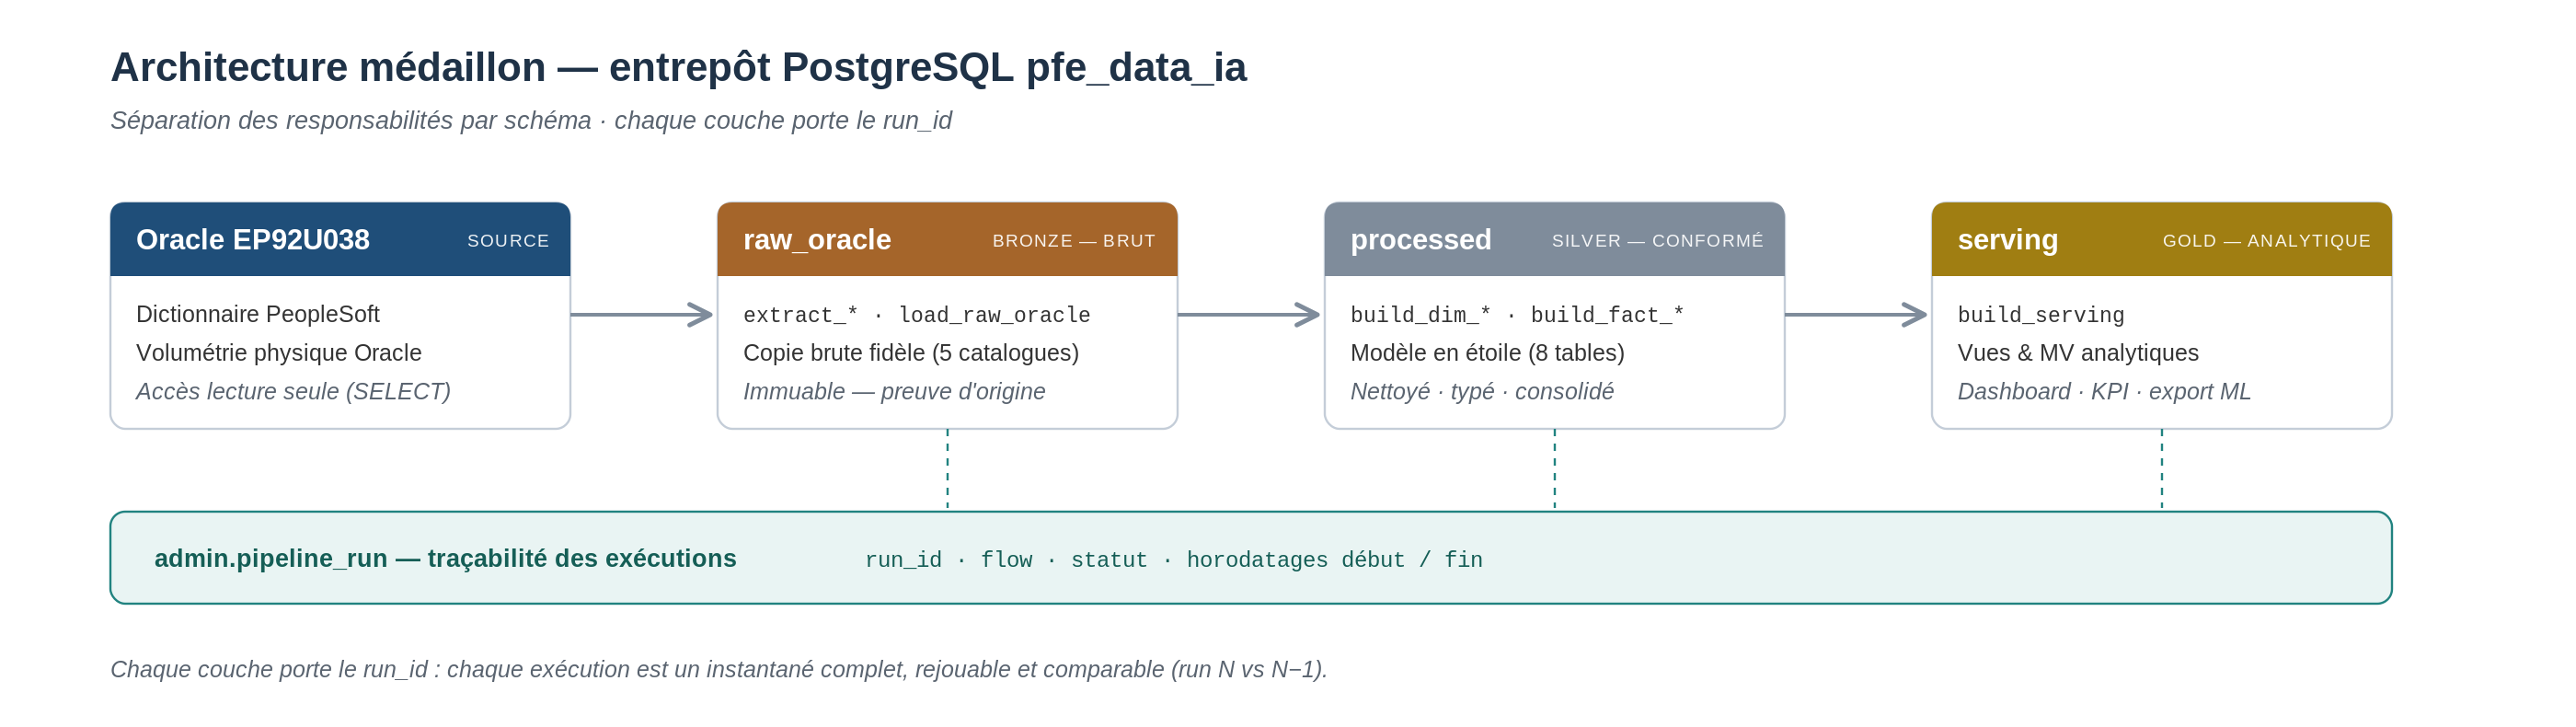 Architecture médaillon — entrepôt PostgreSQL pfe_data_ia
Séparation des responsabilités par schéma · chaque couche porte le run_id
Oracle EP92U038 SOURCE
Dictionnaire PeopleSoft
Volumétrie physique Oracle
Accès lecture seule (SELECT)
raw_oracle BRONZE — BRUT
extract_* · load_raw_oracle
Copie brute fidèle (5 catalogues)
Immuable — preuve d'origine
processed SILVER — CONFORMÉ
build_dim_* · build_fact_*
Modèle en étoile (8 tables)
Nettoyé · typé · consolidé
serving GOLD — ANALYTIQUE
build_serving
Vues & MV analytiques
Dashboard · KPI · export ML
admin.pipeline_run — traçabilité des exécutions run_id · flow · statut · horodatages début / fin
Chaque couche porte le run_id : chaque exécution est un instantané complet, rejouable et comparable (run N vs N−1).